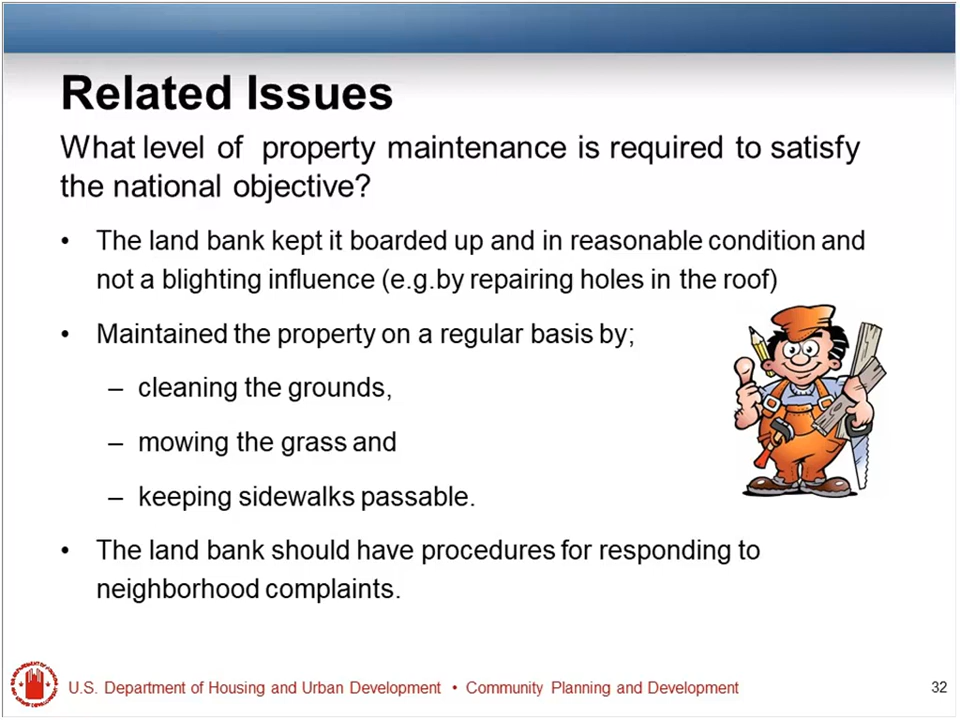 Related Issues
What level of property maintenance is required to satisfy
the national objective?
• The land bank kept it boarded up and in reasonable condition and
not a blighting influence (e.g.by repairing holes in the roof)
• Maintained the property on a regular basis by;
– cleaning the grounds,
– mowing the grass and
– keeping sidewalks passable.
• The land bank should have procedures for responding to
neighborhood complaints.
U.S. Department of Housing and Urban Development • Community Planning and Development
32